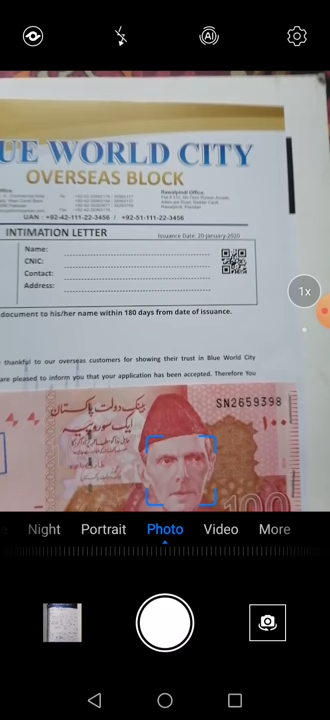 UE WORLD CITY
OVERSEAS BLOCK
Rawalpindi Office
UAN : +92-42-111-22-3456 | +92-51-111-22-3456
INTIMATION LETTER
Issuance Date: 20-January-2020
Name:
CNIC:
Contact:
Address:
document to his/her name within 180 days from date of issuance.
thankful to our overseas customers for showing their trust in Blue World City
are pleased to inform you that your application has been accepted. Therefore You
بینک دولت پاکستان
SN2659398
ایک سو روپیہ
۱۰۰
100
1x
Night Portrait Photo Video More
AI